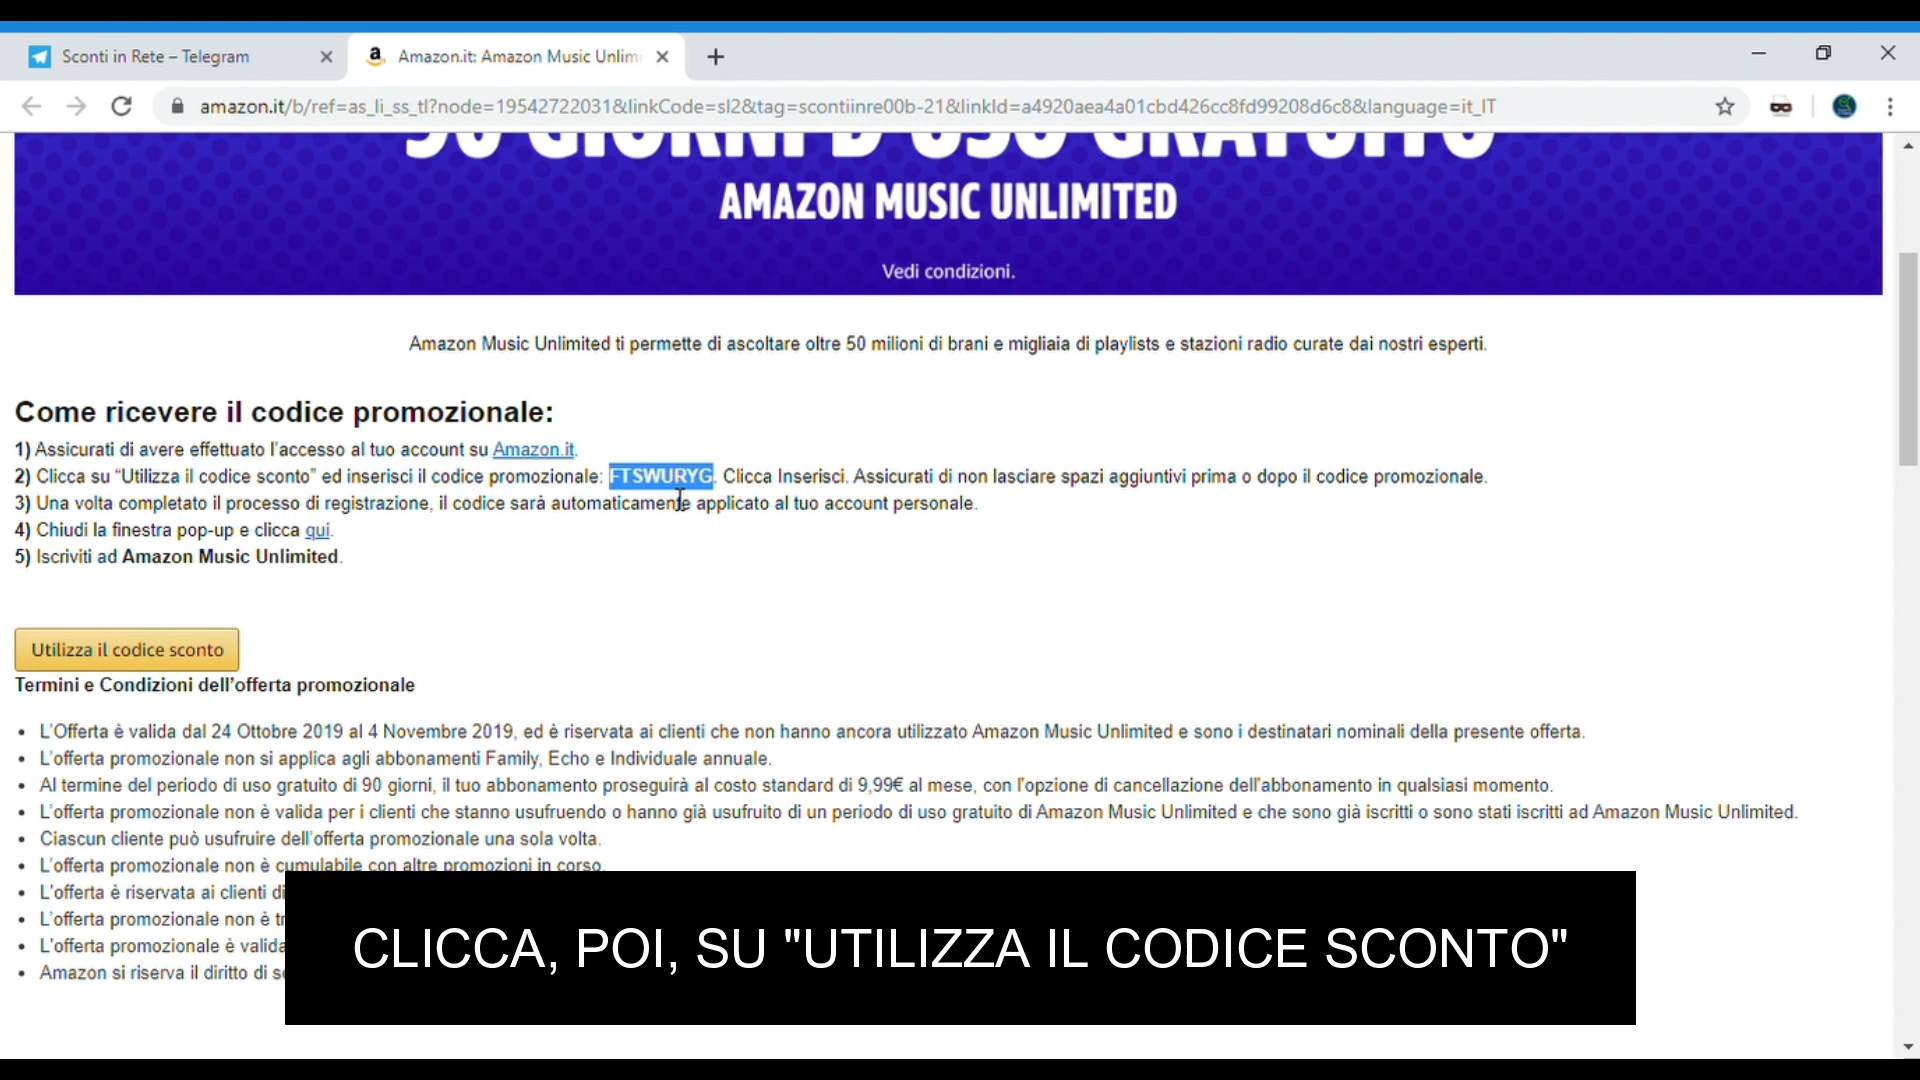 Sconti in Rete – Telegram
Amazon.it: Amazon Music Unlim
amazon.it/b/ref=as_li_ss_tl?node=19542722031&linkCode=sl2&tag=scontiinre00b-21&linkId=a4920aea4a01cbd426cc8fd99208d6c8&language=it_IT
90 GIORNI D'USO GRATUITO
AMAZON MUSIC UNLIMITED
Vedi condizioni.
Amazon Music Unlimited ti permette di ascoltare oltre 50 milioni di brani e migliaia di playlists e stazioni radio curate dai nostri esperti.
Come ricevere il codice promozionale:
1) Assicurati di avere effettuato l'accesso al tuo account su Amazon.it.
2) Clicca su “Utilizza il codice sconto” ed inserisci il codice promozionale: FTSWURYG. Clicca Inserisci. Assicurati di non lasciare spazi aggiuntivi prima o dopo il codice promozionale.
3) Una volta completato il processo di registrazione, il codice sarà automaticamente applicato al tuo account personale.
4) Chiudi la finestra pop-up e clicca qui.
5) Iscriviti ad Amazon Music Unlimited.
Utilizza il codice sconto
Termini e Condizioni dell’offerta promozionale
• L’Offerta è valida dal 24 Ottobre 2019 al 4 Novembre 2019, ed è riservata ai clienti che non hanno ancora utilizzato Amazon Music Unlimited e sono i destinatari nominali della presente offerta.
• L’offerta promozionale non si applica agli abbonamenti Family, Echo e Individuale annuale.
• Al termine del periodo di uso gratuito di 90 giorni, il tuo abbonamento proseguirà al costo standard di 9,99€ al mese, con l’opzione di cancellazione dell’abbonamento in qualsiasi momento.
• L’offerta promozionale non è valida per i clienti che stanno usufruendo o hanno già usufruito di un periodo di uso gratuito di Amazon Music Unlimited e che sono già iscritti o sono stati iscritti ad Amazon Music Unlimited.
• Ciascun cliente può usufruire dell’offerta promozionale una sola volta.
• L’offerta promozionale non è cumulabile con altre promozioni in corso.
• L'offerta è riservata ai clienti di
• L’offerta promozionale non è tr
• L'offerta promozionale è valida
• Amazon si riserva il diritto di s
CLICCA, POI, SU "UTILIZZA IL CODICE SCONTO"